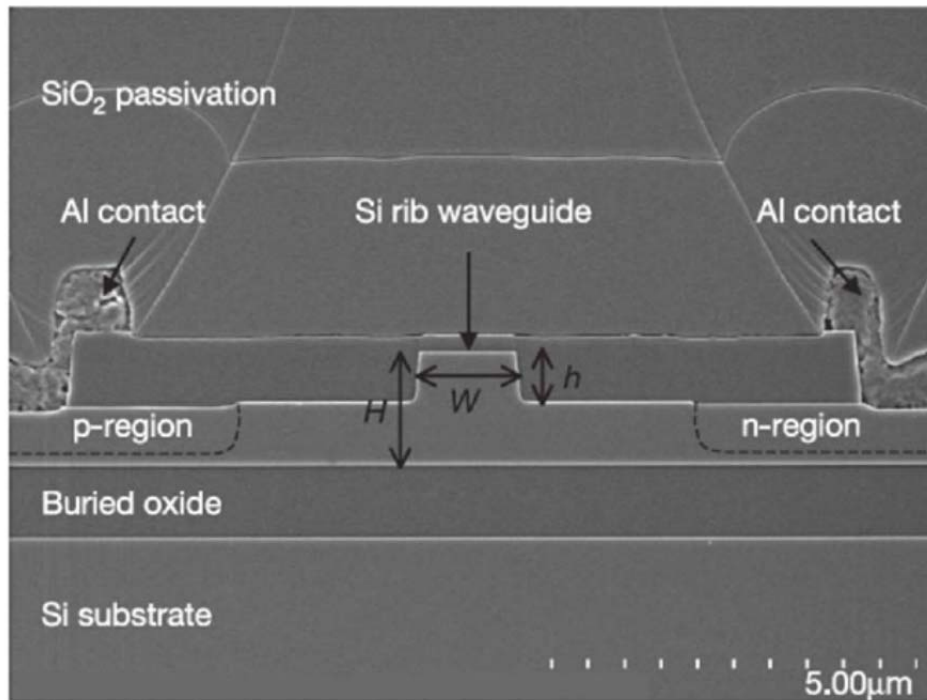 SiO₂ passivation
Al contact
Si rib waveguide
Al contact
H
W
h
p-region
n-region
Buried oxide
Si substrate
5.00µm